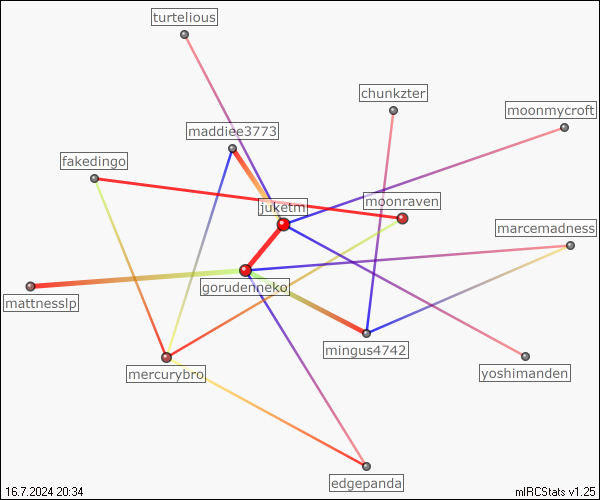 turtelious
chunkzter
moonmycroft
maddiee3773
fakedingo
juketm
moonraven
marcemadness
gorudenneko
mattnesslp
mingus4742
mercurybro
yoshimanden
edgepanda
16.7.2024 20:34
mIRCStats v1.25